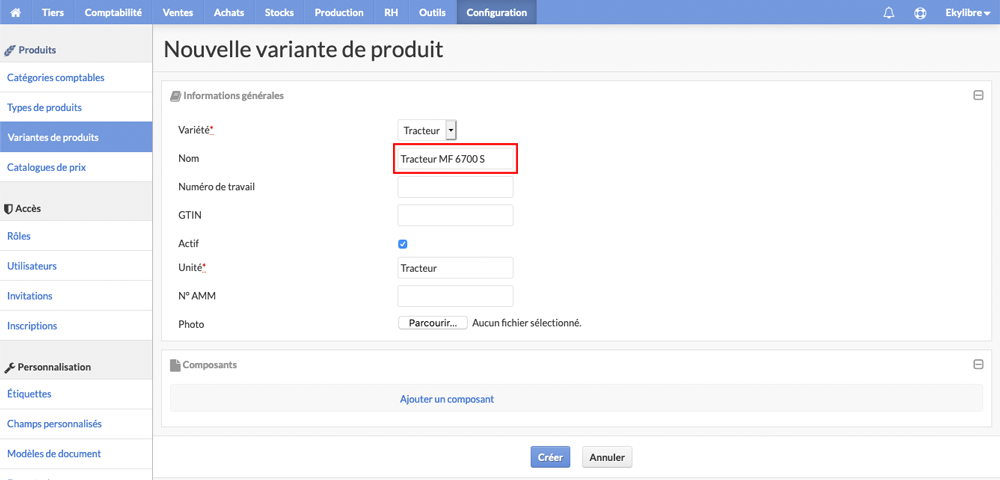 Tiers Comptabilité Ventes Achats Stocks Production RH Outils Configuration Ekylibre
Produits
Catégories comptables
Types de produits
Variantes de produits
Catalogues de prix
Accès
Rôles
Utilisateurs
Invitations
Inscriptions
Personnalisation
Étiquettes
Champs personnalisés
Modèles de document
Nouvelle variante de produit
Informations générales
Variété* Tracteur
Nom Tracteur MF 6700 S
Numéro de travail
GTIN
Actif
Unité* Tracteur
N° AMM
Photo Parcourir... Aucun fichier sélectionné.
Composants
Ajouter un composant
Créer Annuler